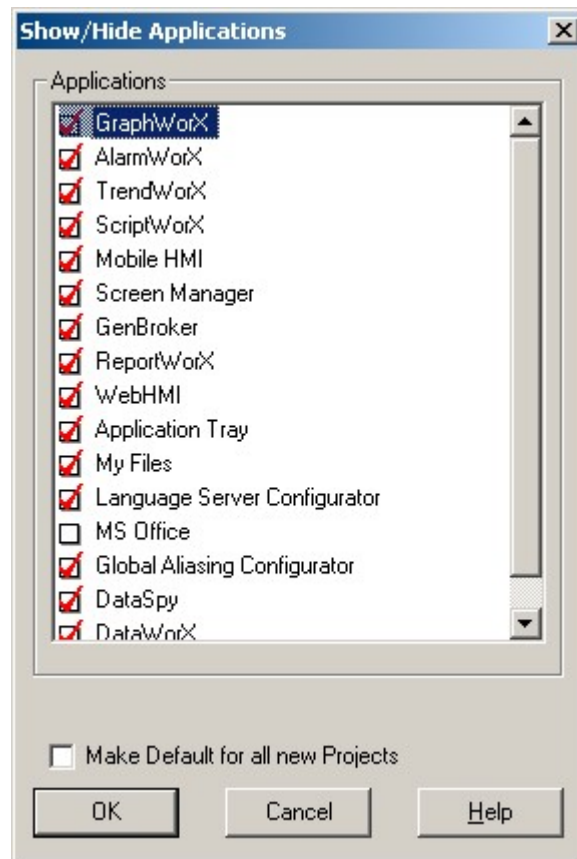 Show/Hide Applications
Applications
GraphWorX
AlarmWorX
TrendWorX
ScriptWorX
Mobile HMI
Screen Manager
GenBroker
ReportWorX
WebHMI
Application Tray
My Files
Language Server Configurator
MS Office
Global Aliasing Configurator
DataSpy
DataWorX
Make Default for all new Projects
OK Cancel Help